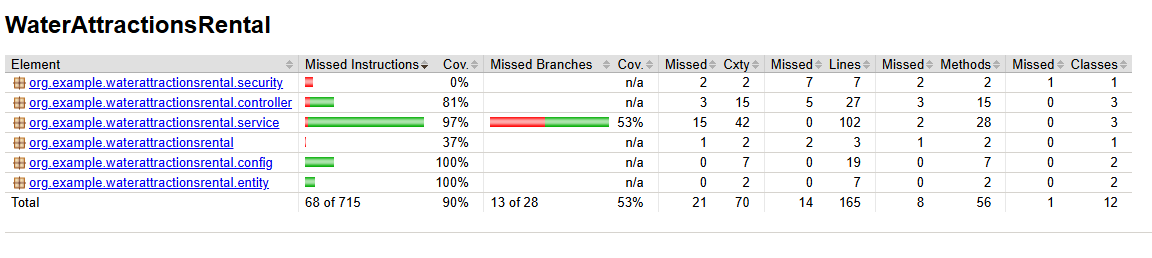 WaterAttractionsRental
Element Missed Instructions Cov. Missed Branches Cov. Missed Cxty Missed Lines Missed Methods Missed Classes
org.example.waterattractionsrental.security 0% n/a 2 2 7 7 2 2 1 1
org.example.waterattractionsrental.controller 81% n/a 3 15 5 27 3 15 0 3
org.example.waterattractionsrental.service 97% 53% 15 42 0 102 2 28 0 3
org.example.waterattractionsrental 37% n/a 1 2 2 3 1 2 0 1
org.example.waterattractionsrental.config 100% n/a 0 7 0 19 0 7 0 2
org.example.waterattractionsrental.entity 100% n/a 0 2 0 7 0 2 0 2
Total 68 of 715 90% 13 of 28 53% 21 70 14 165 8 56 1 12